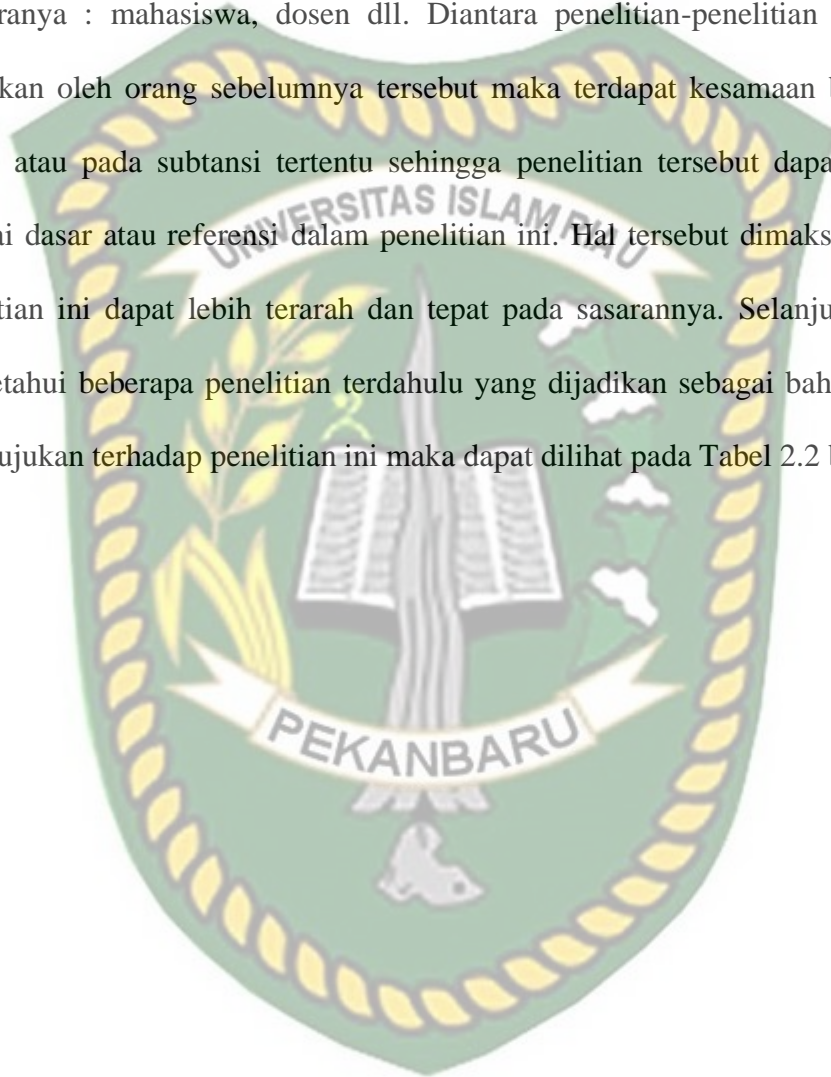 ranya : mahasiswa, dosen dll. Diantara penelitian-penelitian
kan oleh orang sebelumnya tersebut maka terdapat kesamaan
atau pada subtansi tertentu sehingga penelitian tersebut dapa
ai dasar atau referensi dalam penelitian ini. Hal tersebut dimaks
tian ini dapat lebih terarah dan tepat pada sasarannya. Selanju
etahui beberapa penelitian terdahulu yang dijadikan sebagai bah
ujukan terhadap penelitian ini maka dapat dilihat pada Tabel 2.2 b
UNIVERSITAS ISLAM RIAU
PEKANBARU